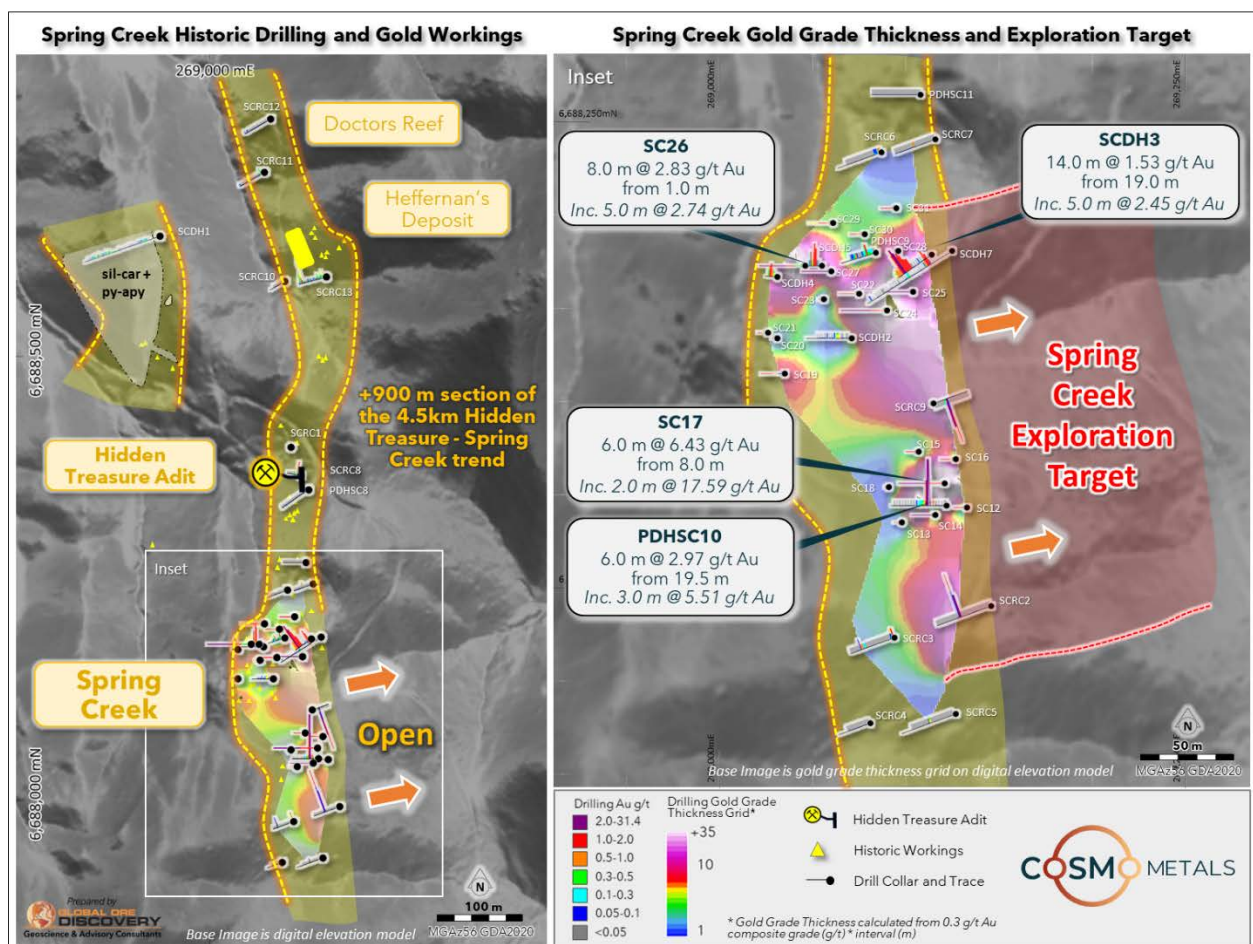 Spring Creek Historic Drilling and Gold Workings
269,000 mE
SCRC12
Doctors Reef
SCRC11
Heffernan's
Deposit
SCDH1
sil-car +
py-apy
SCRC10
SCRC13
6,688,500 mN
+900 m section of
the 4.5km Hidden
Treasure - Spring
Creek trend
SCRC1
Hidden
Treasure Adit
SCRC8
PDHSC8
Inset
Spring
Creek
Open
6,688,000 mN
N
100 m
MGAz56 GDA2020
Prepared by
GLOBAL ORE
DISCOVERY
Geoscience & Advisory Consultants
Base Image is digital elevation model
Spring Creek Gold Grade Thickness and Exploration Target
Inset
269,000 mE
269,250 mE
6,688,250mN
PDHSC11
SCRC6
SCRC7
SC26
8.0 m @ 2.83 g/t Au
from 1.0 m
Inc. 5.0 m @ 2.74 g/t Au
SCDH3
14.0 m @ 1.53 g/t Au
from 19.0 m
Inc. 5.0 m @ 2.45 g/t Au
SC29
SC30
SCDH5
PDHSC9
SC28
SCDH7
SC27
SCDH4
SC22
SC25
SC23
SC24
SC21
SC20
SCDH2
SC19
SCRC9
Spring
Creek
Exploration
Target
SC17
6.0 m @ 6.43 g/t Au
from 8.0 m
Inc. 2.0 m @ 17.59 g/t Au
SC15
SC16
SC18
SC12
SC14
SC13
PDHSC10
6.0 m @ 2.97 g/t Au
from 19.5 m
Inc. 3.0 m @ 5.51 g/t Au
SCRC2
SCRC3
SCRC4
SCRC5
N
50 m
MGAz56 GDA2020
Base Image is gold grade thickness grid on digital elevation model
Drilling Au g/t
2.0-31.4
1.0-2.0
0.5-1.0
0.3-0.5
0.1-0.3
0.05-0.1
<0.05
Drilling Gold Grade
Thickness Grid*
+35
10
1
Hidden Treasure Adit
Historic Workings
Drill Collar and Trace
* Gold Grade Thickness calculated from 0.3 g/t Au
composite grade (g/t) * interval (m)
COSMO METALS